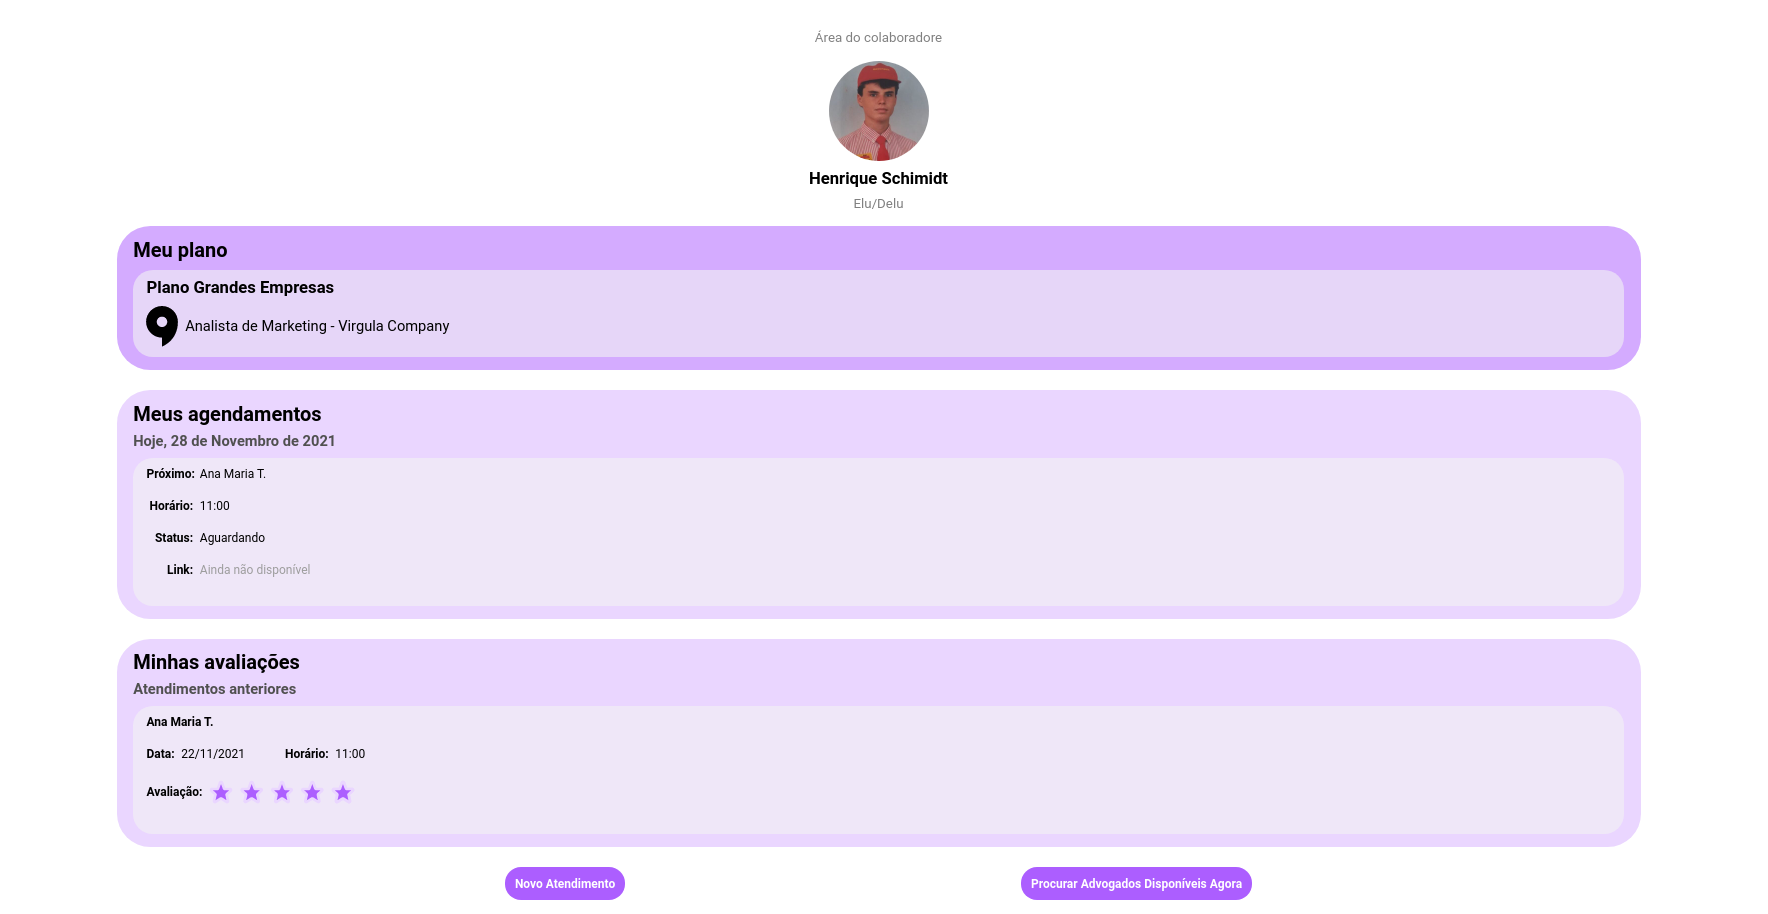 Área do colaboradore
Henrique Schimidt
Elu/Delu
Meu plano
Plano Grandes Empresas
Analista de Marketing - Virgula Company
Meus agendamentos
Hoje, 28 de Novembro de 2021
Próximo: Ana Maria T.
Horário: 11:00
Status: Aguardando
Link: Ainda não disponível
Minhas avaliações
Atendimentos anteriores
Ana Maria T.
Data: 22/11/2021 Horário: 11:00
Avaliação:
Novo Atendimento Procurar Advogados Disponíveis Agora